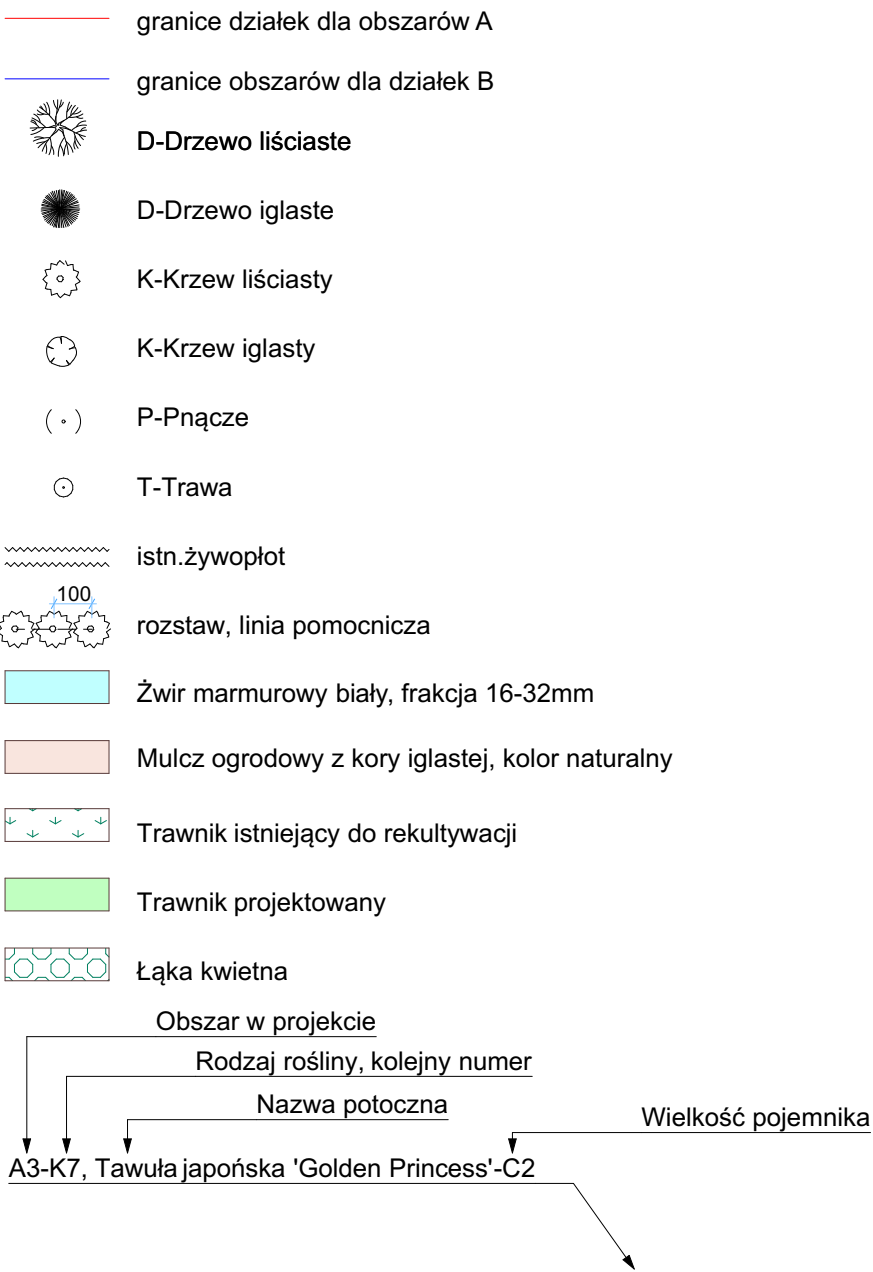 granice działek dla obszarów A
granice obszarów dla działek B
D-Drzewo liściaste
D-Drzewo iglaste
K-Krzew liściasty
K-Krzew iglasty
P-Pnącze
T-Trawa
istn.żywopłot
100
rozstaw, linia pomocnicza
Żwir marmurowy biały, frakcja 16-32mm
Mulcz ogrodowy z kory iglastej, kolor naturalny
Trawnik istniejący do rekultywacji
Trawnik projektowany
Łąka kwietna
Obszar w projekcie
Rodzaj rośliny, kolejny numer
Nazwa potoczna
Wielkość pojemnika
A3-K7, Tawuła japońska 'Golden Princess'-C2